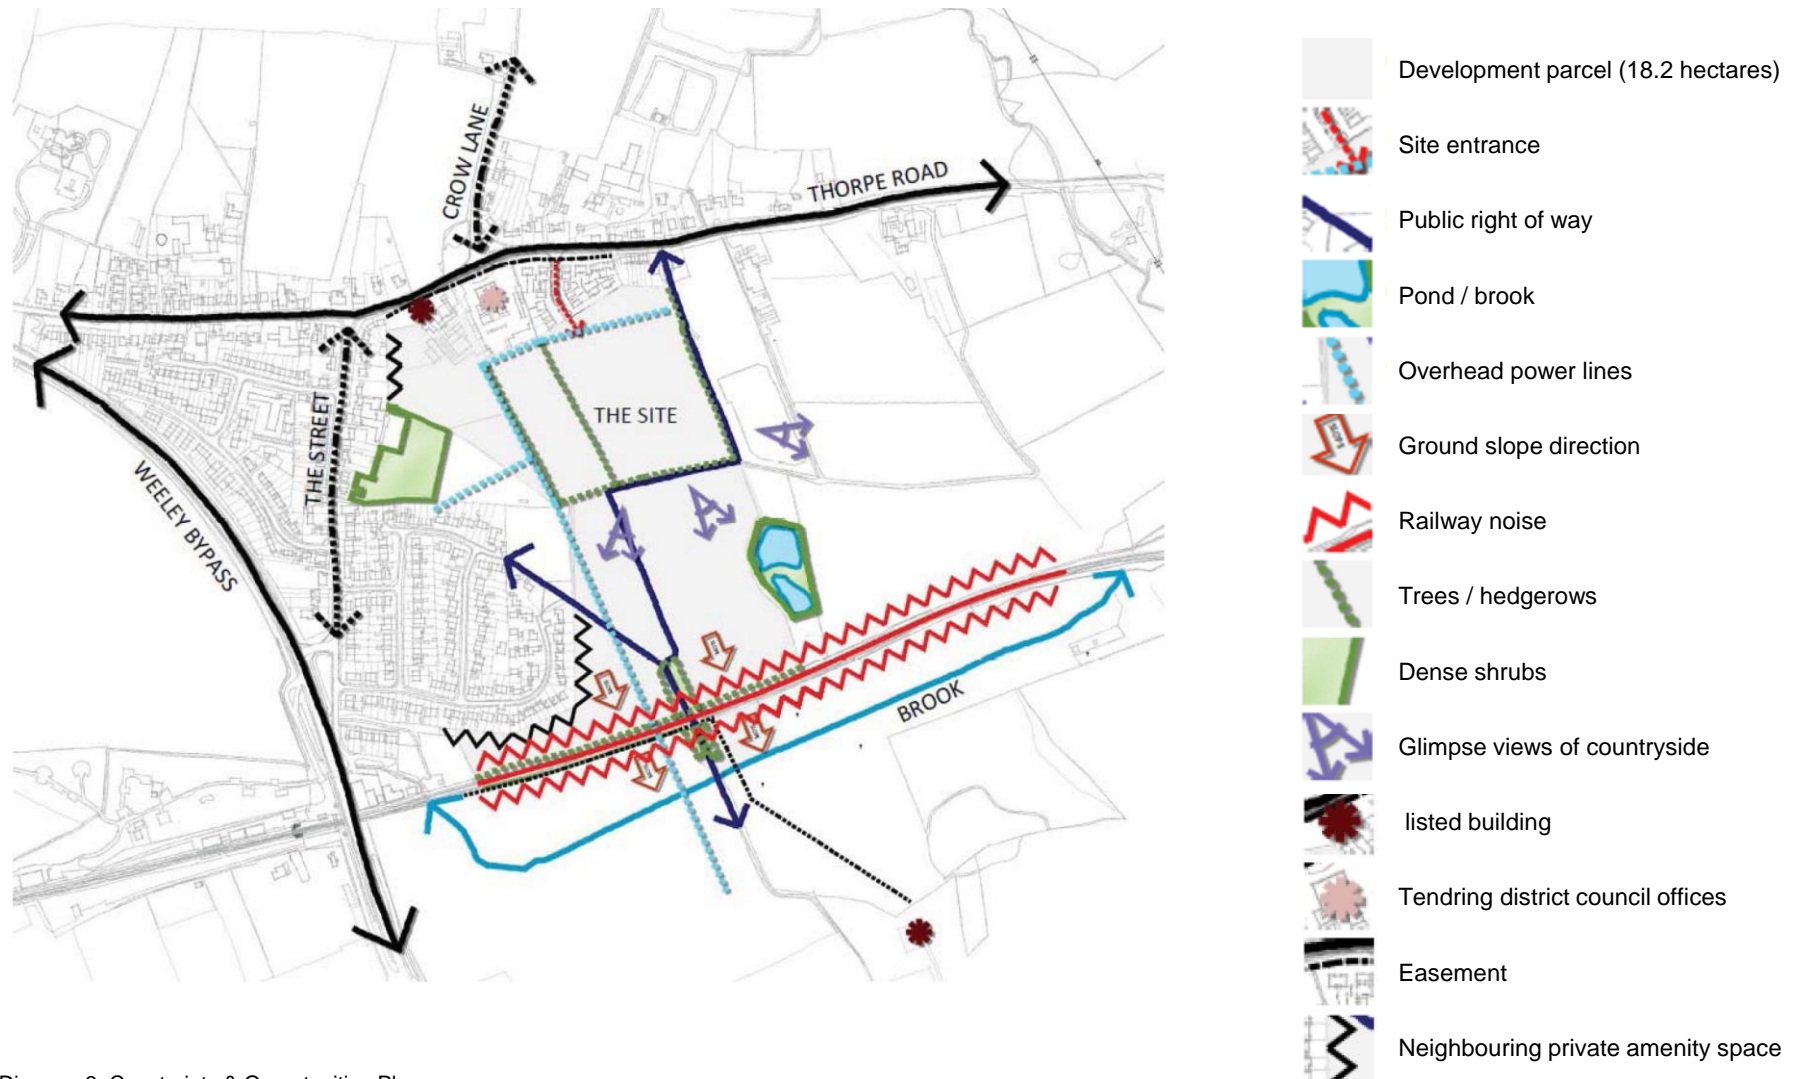 CROW LANE
THORPE ROAD
THE STREET
THE SITE
WEELEY BYPASS
BROOK
Development parcel (18.2 hectares)
Site entrance
Public right of way
Pond / brook
Overhead power lines
Ground slope direction
Railway noise
Trees / hedgerows
Dense shrubs
Glimpse views of countryside
listed building
Tendring district council offices
Easement
Neighbouring private amenity space